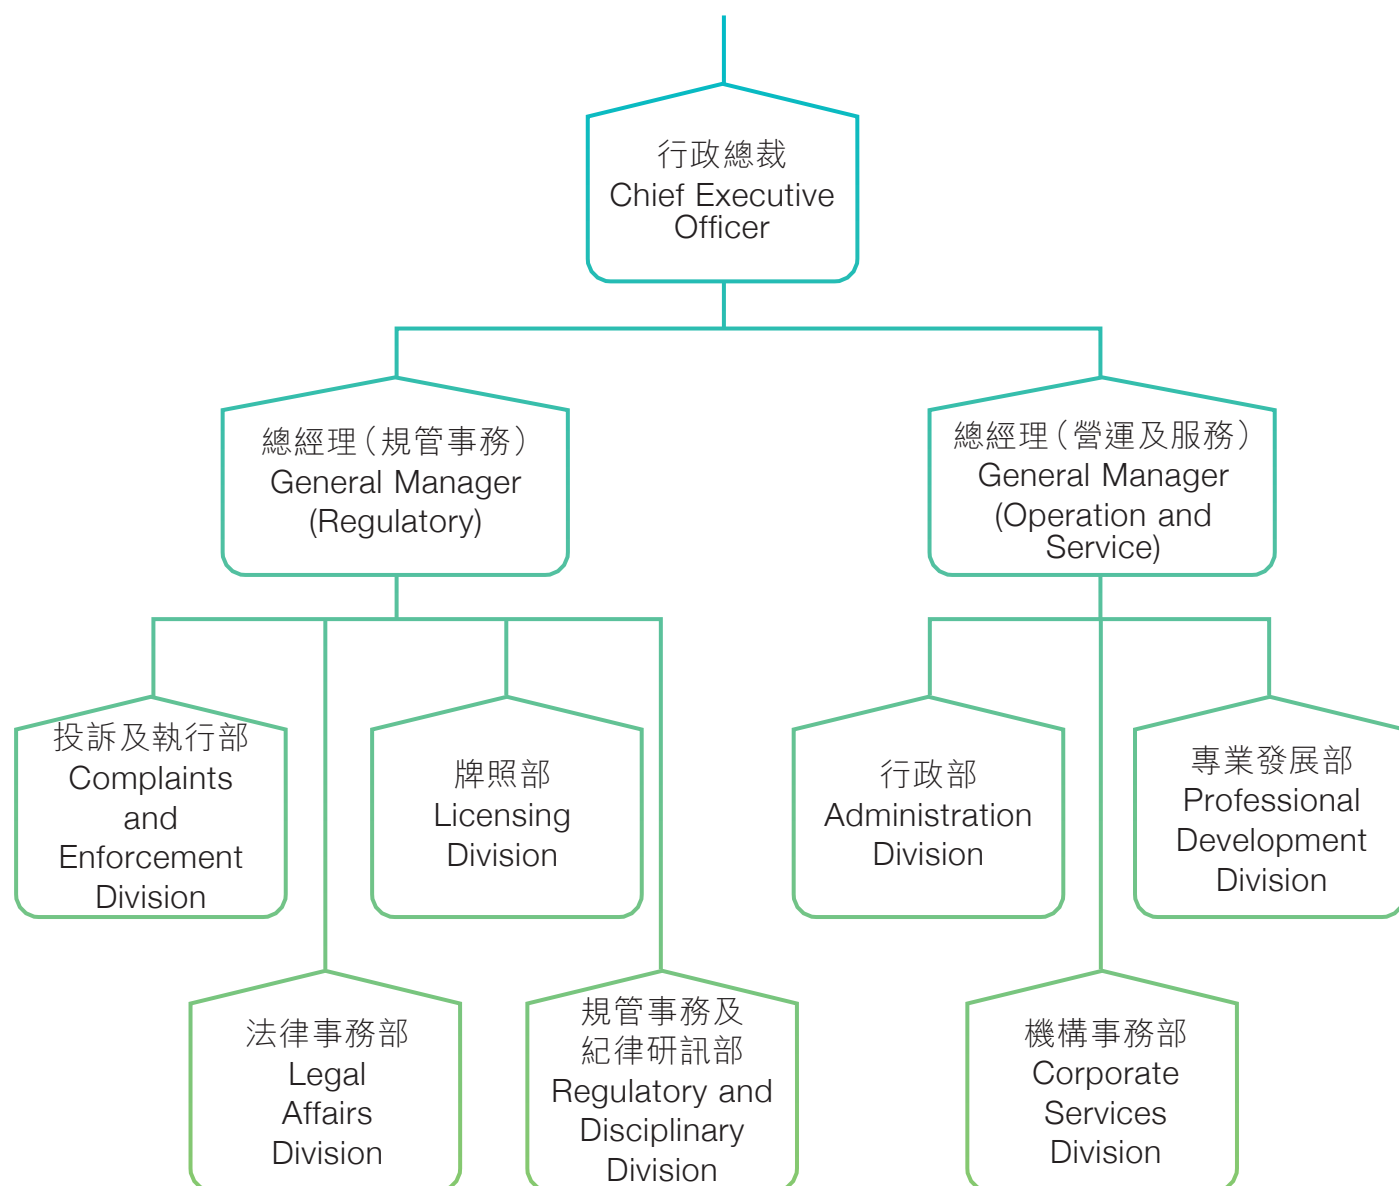 行政總裁
Chief Executive
Officer
總經理（規管事務）
General Manager
(Regulatory)
總經理（營運及服務）
General Manager
(Operation and
Service)
投訴及執行部
Complaints
and
Enforcement
Division
牌照部
Licensing
Division
行政部
Administration
Division
專業發展部
Professional
Development
Division
法律事務部
Legal
Affairs
Division
規管事務及
紀律研訊部
Regulatory and
Disciplinary
Division
機構事務部
Corporate
Services
Division